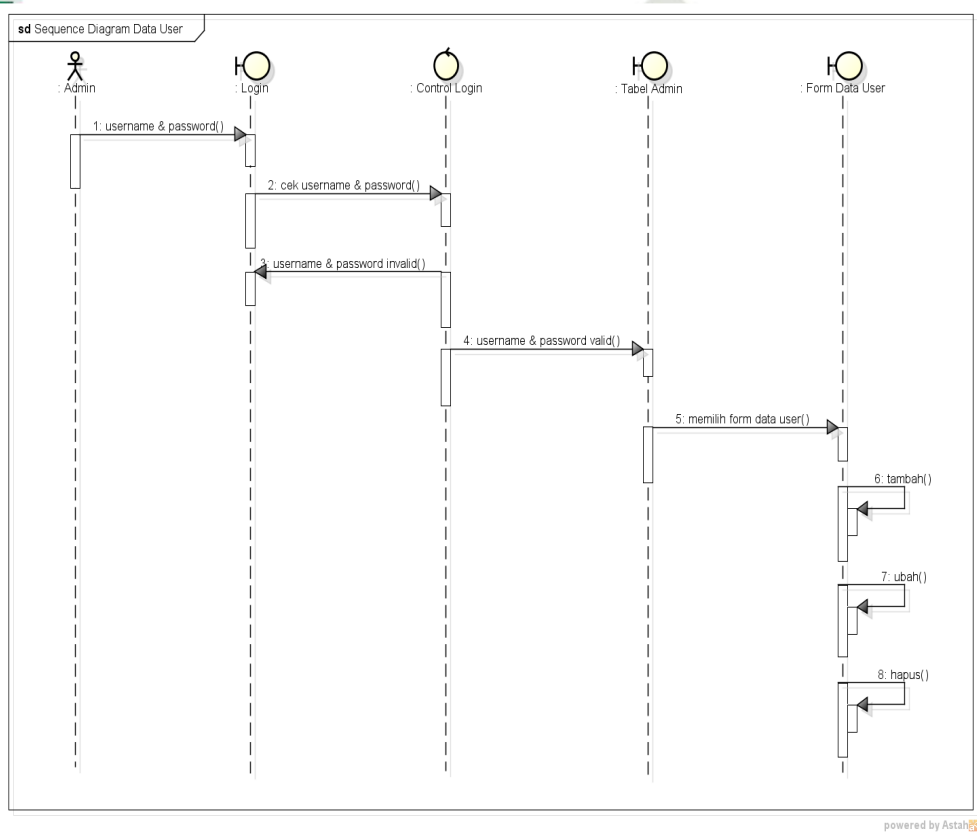 sd Sequence Diagram Data User
: Admin
: Login
: Control Login
: Tabel Admin
: Form Data User
1: username & password()
2: cek username & password()
3: username & password invalid()
4: username & password valid()
5: memilih form data user()
6: tambah()
7: ubah()
8: hapus()
powered by Astah